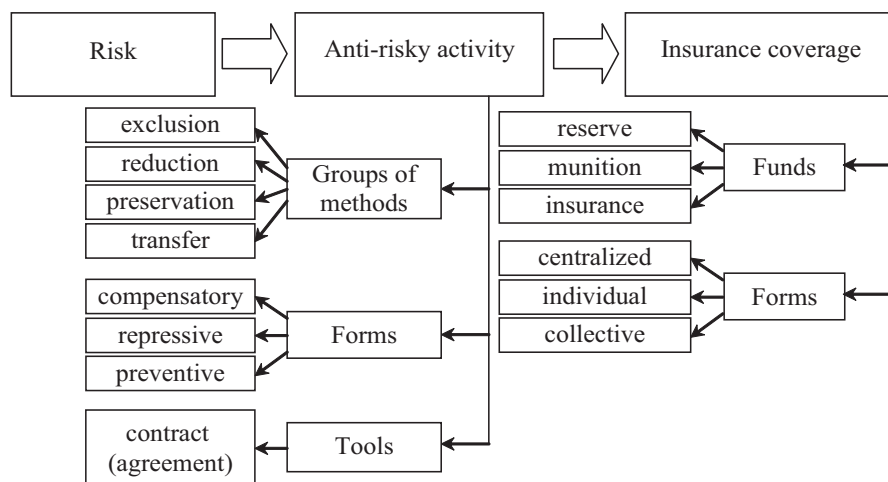 Risk
Anti-risky activity
Insurance coverage
exclusion
reduction
preservation
transfer
Groups of
methods
compensatory
repressive
preventive
Forms
contract
(agreement)
Tools
reserve
munition
insurance
Funds
centralized
individual
collective
Forms